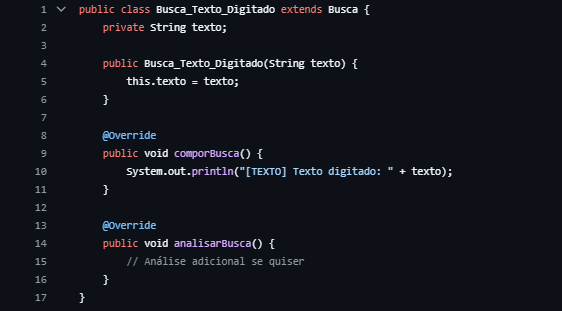 1 public class Busca_Texto_Digitado extends Busca {
2 private String texto;
3
4 public Busca_Texto_Digitado(String texto) {
5 this.texto = texto;
6 }
7
8 @Override
9 public void comporBusca() {
10 System.out.println("[TEXTO] Texto digitado: " + texto);
11 }
12
13 @Override
14 public void analisarBusca() {
15 // Análise adicional se quiser
16 }
17 }